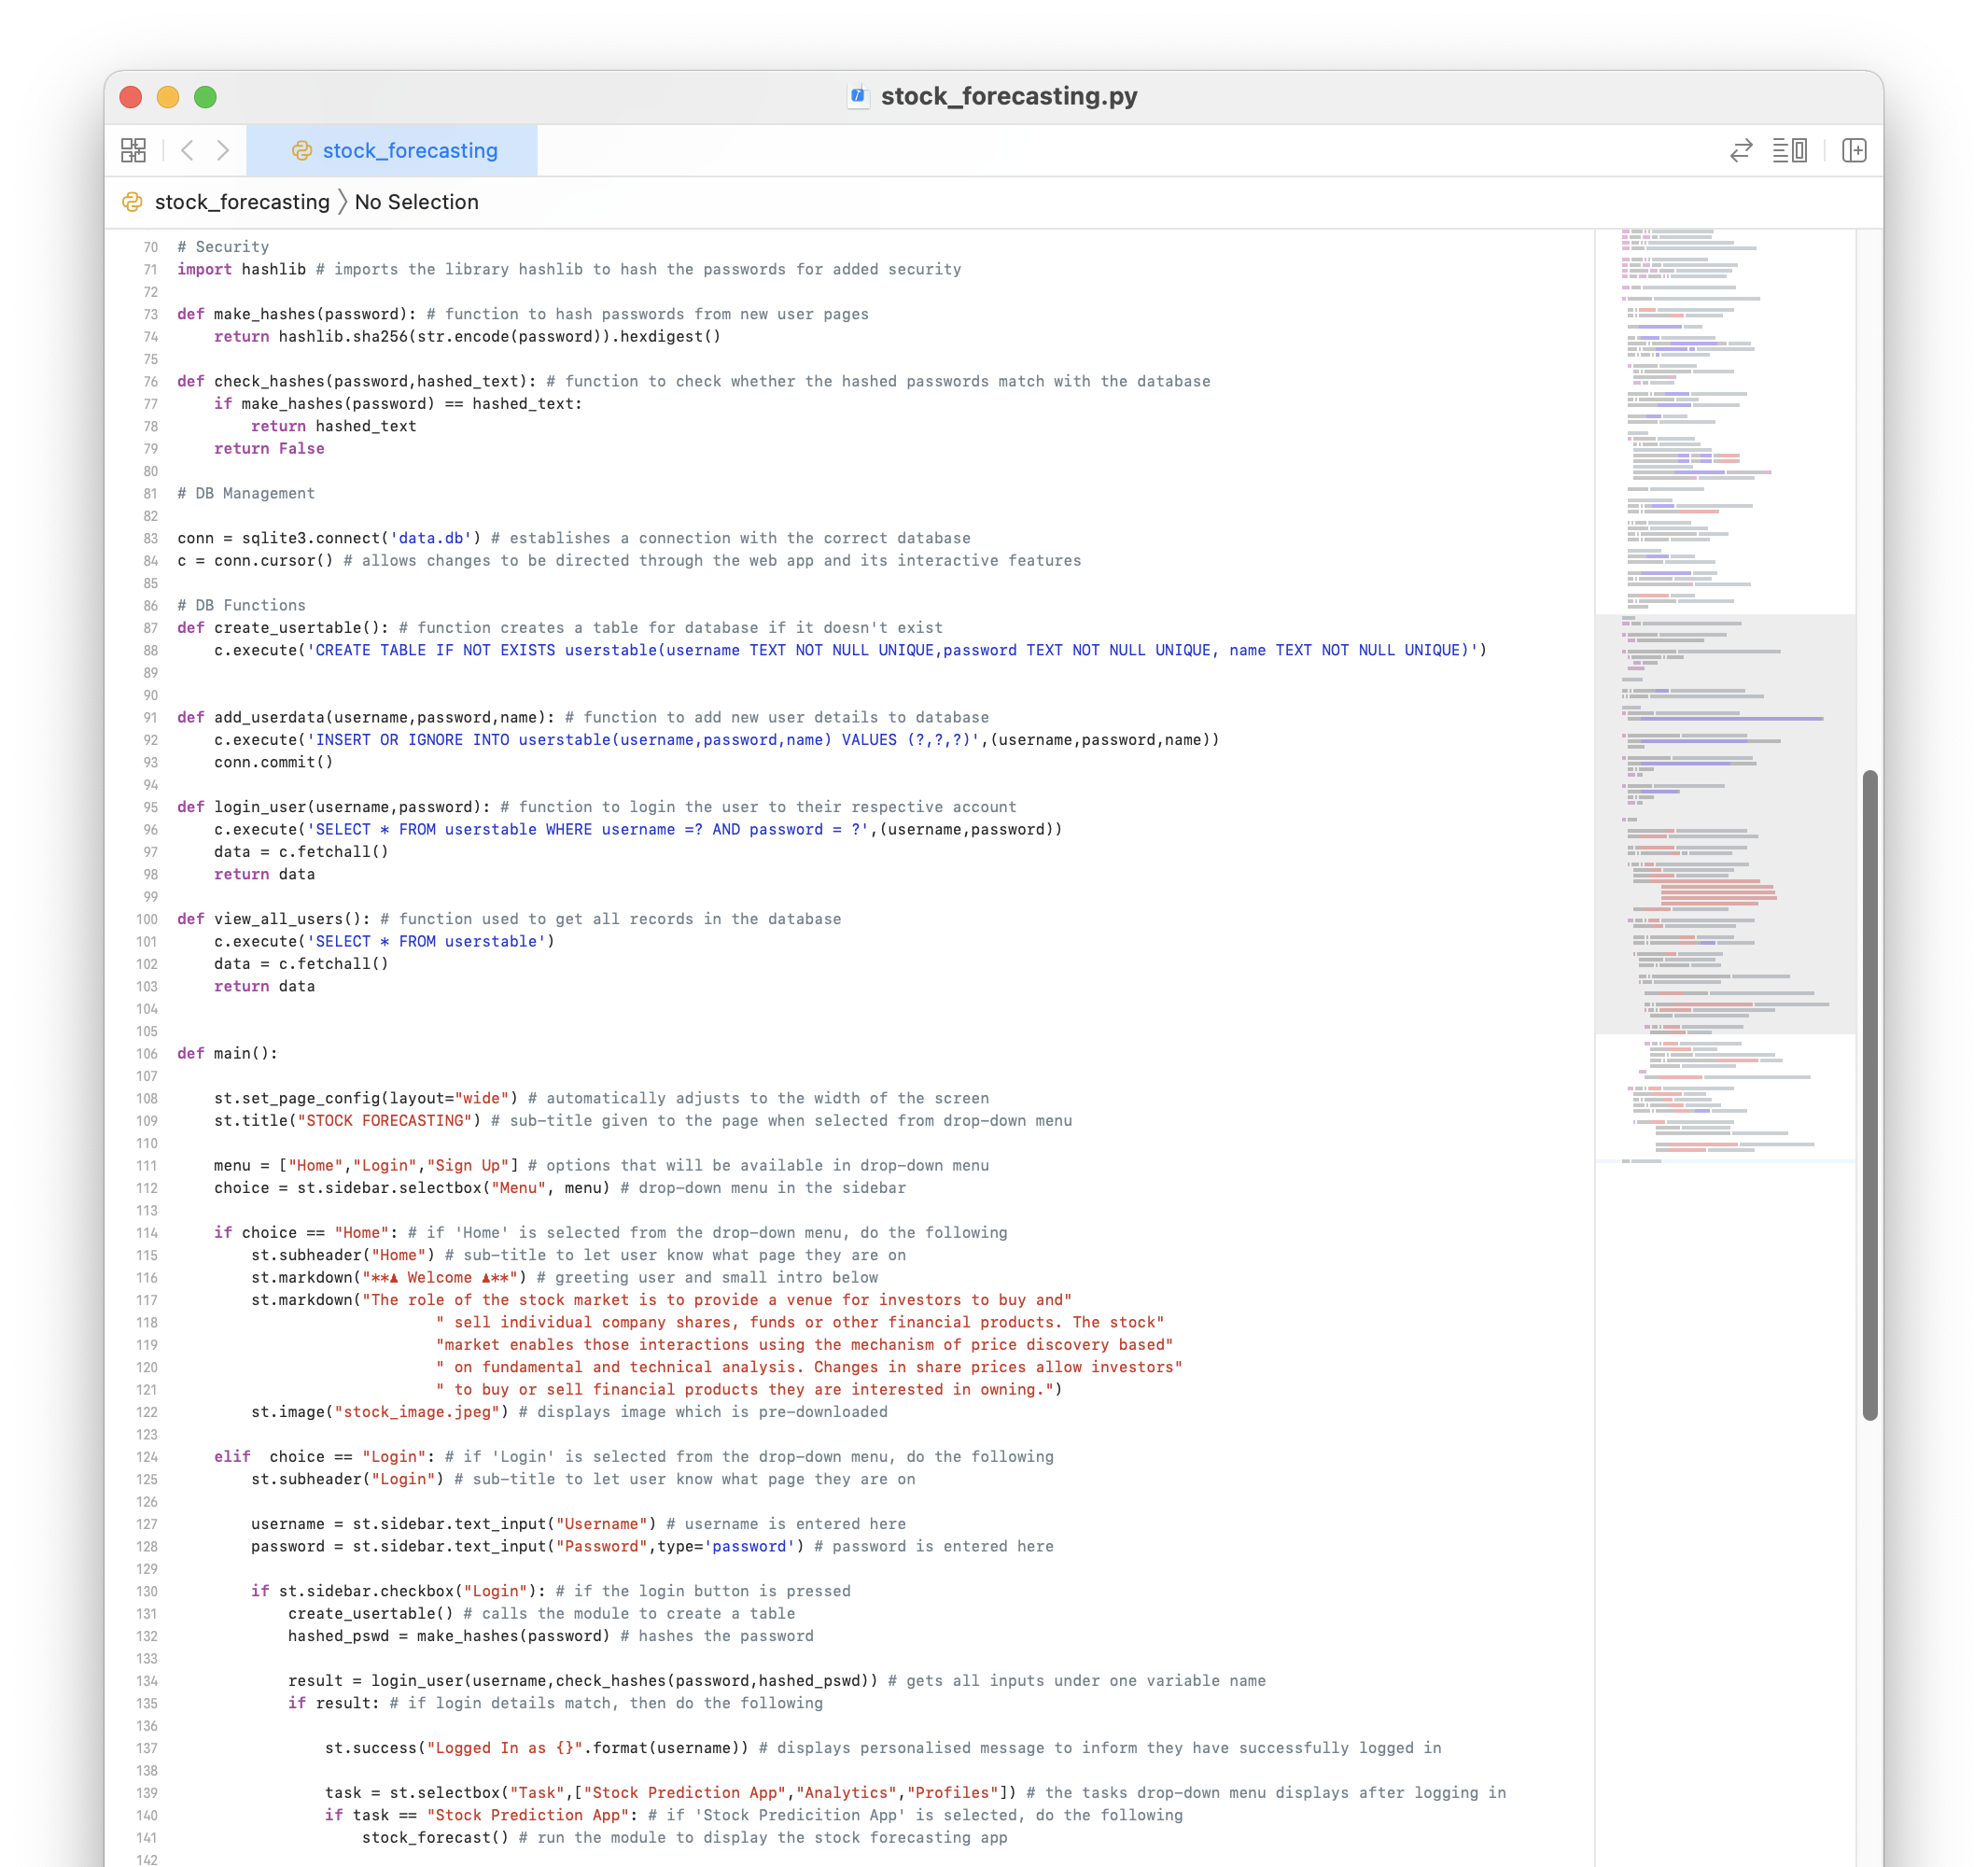 stock_forecasting.py
stock_forecasting
stock_forecasting 〉 No Selection
70 # Security
71 import hashlib # imports the library hashlib to hash the passwords for added security
72
73 def make_hashes(password): # function to hash passwords from new user pages
74     return hashlib.sha256(str.encode(password)).hexdigest()
75
76 def check_hashes(password,hashed_text): # function to check whether the hashed passwords match with the database
77     if make_hashes(password) == hashed_text:
78         return hashed_text
79     return False
80
81 # DB Management
82
83 conn = sqlite3.connect('data.db') # establishes a connection with the correct database
84 c = conn.cursor() # allows changes to be directed through the web app and its interactive features
85
86 # DB Functions
87 def create_usertable(): # function creates a table for database if it doesn't exist
88     c.execute('CREATE TABLE IF NOT EXISTS userstable(username TEXT NOT NULL UNIQUE,password TEXT NOT NULL UNIQUE, name TEXT NOT NULL UNIQUE)')
89
90
91 def add_userdata(username,password,name): # function to add new user details to database
92     c.execute('INSERT OR IGNORE INTO userstable(username,password,name) VALUES (?,?,?)',(username,password,name))
93     conn.commit()
94
95 def login_user(username,password): # function to login the user to their respective account
96     c.execute('SELECT * FROM userstable WHERE username =? AND password = ?',(username,password))
97     data = c.fetchall()
98     return data
99
100 def view_all_users(): # function used to get all records in the database
101     c.execute('SELECT * FROM userstable')
102     data = c.fetchall()
103     return data
104
105
106 def main():
107
108     st.set_page_config(layout="wide") # automatically adjusts to the width of the screen
109     st.title("STOCK FORECASTING") # sub-title given to the page when selected from drop-down menu
110
111     menu = ["Home","Login","Sign Up"] # options that will be available in drop-down menu
112     choice = st.sidebar.selectbox("Menu", menu) # drop-down menu in the sidebar
113
114     if choice == "Home": # if 'Home' is selected from the drop-down menu, do the following
115         st.subheader("Home") # sub-title to let user know what page they are on
116         st.markdown("**♟ Welcome ♟**") # greeting user and small intro below
117         st.markdown("The role of the stock market is to provide a venue for investors to buy and"
118                             " sell individual company shares, funds or other financial products. The stock"
119                             "market enables those interactions using the mechanism of price discovery based"
120                             " on fundamental and technical analysis. Changes in share prices allow investors"
121                             " to buy or sell financial products they are interested in owning.")
122         st.image("stock_image.jpeg") # displays image which is pre-downloaded
123
124     elif  choice == "Login": # if 'Login' is selected from the drop-down menu, do the following
125         st.subheader("Login") # sub-title to let user know what page they are on
126
127         username = st.sidebar.text_input("Username") # username is entered here
128         password = st.sidebar.text_input("Password",type='password') # password is entered here
129
130         if st.sidebar.checkbox("Login"): # if the login button is pressed
131             create_usertable() # calls the module to create a table
132             hashed_pswd = make_hashes(password) # hashes the password
133
134             result = login_user(username,check_hashes(password,hashed_pswd)) # gets all inputs under one variable name
135             if result: # if login details match, then do the following
136
137                 st.success("Logged In as {}".format(username)) # displays personalised message to inform they have successfully logged in
138
139                 task = st.selectbox("Task",["Stock Prediction App","Analytics","Profiles"]) # the tasks drop-down menu displays after logging in
140                 if task == "Stock Prediction App": # if 'Stock Predicition App' is selected, do the following
141                     stock_forecast() # run the module to display the stock forecasting app
142